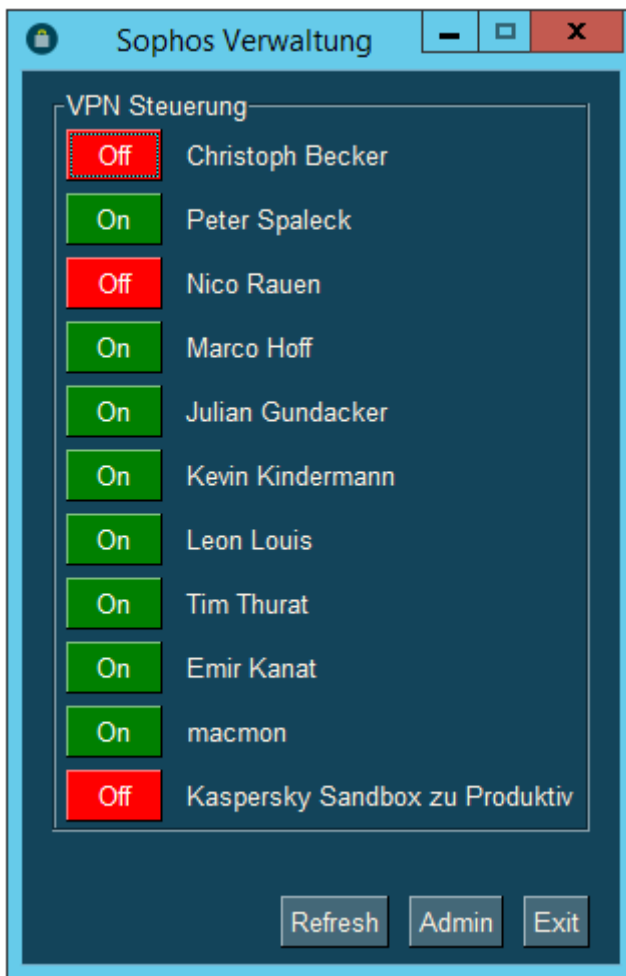 Sophos Verwaltung
VPN Steuerung
Off Christoph Becker
On Peter Spaleck
Off Nico Rauen
On Marco Hoff
On Julian Gundacker
On Kevin Kindermann
On Leon Louis
On Tim Thurat
On Emir Kanat
On macmon
Off Kaspersky Sandbox zu Produktiv
Refresh Admin Exit